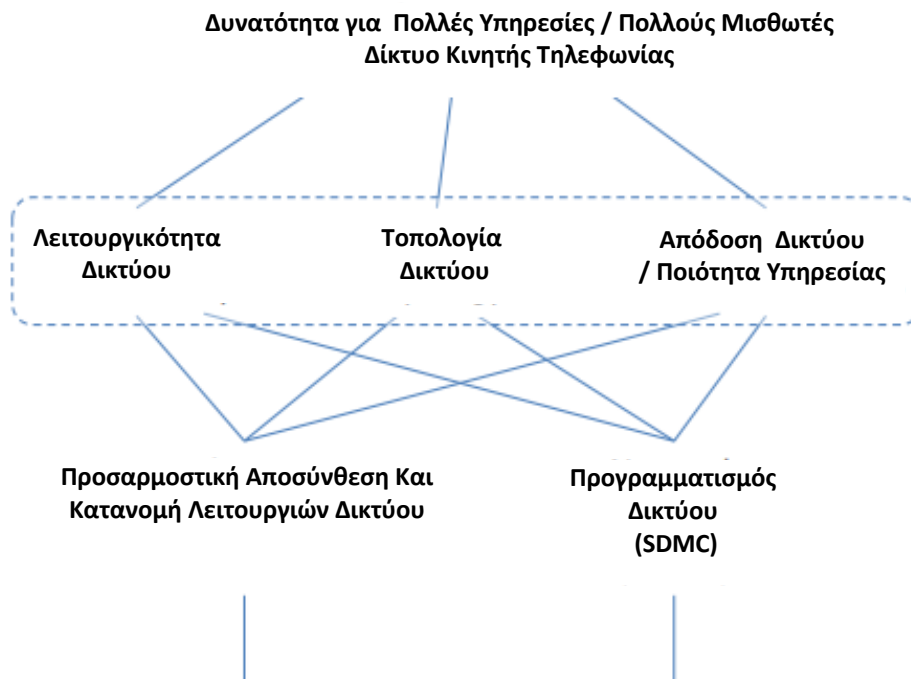 Δυνατότητα για Πολλές Υπηρεσίες / Πολλούς Μισθωτές
Δίκτυο Κινητής Τηλεφωνίας
Λειτουργικότητα
Δικτύου
Τοπολογία
Δικτύου
Απόδοση Δικτύου
/ Ποιότητα Υπηρεσίας
Προσαρμοστική Αποσύνθεση Και
Κατανομή Λειτουργιών Δικτύου
Προγραμματισμός
Δικτύου
(SDMC)